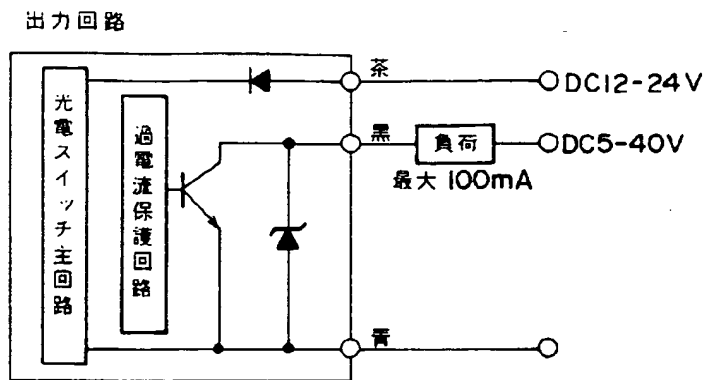 出力回路
茶
DC12-24V
光電スイッチ主回路
過電流保護回路
黒
負荷
DC5-40V
最大 100mA
青